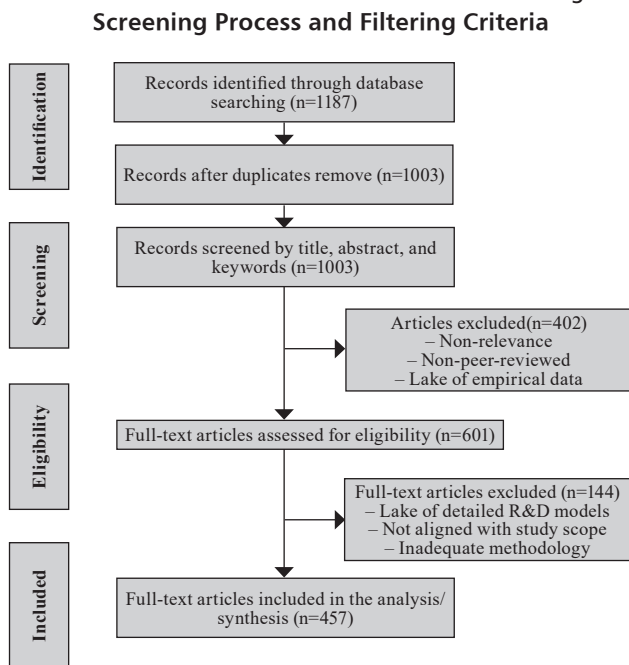 Screening Process and Filtering Criteria
Identification
Records identified through database
searching (n=1187)
Records after duplicates remove (n=1003)
Screening
Records screened by title, abstract, and
keywords (n=1003)
Articles excluded(n=402)
– Non-relevance
– Non-peer-reviewed
– Lake of empirical data
Eligibility
Full-text articles assessed for eligibility (n=601)
Full-text articles excluded (n=144)
– Lake of detailed R&D models
– Not aligned with study scope
– Inadequate methodology
Included
Full-text articles included in the analysis/
synthesis (n=457)